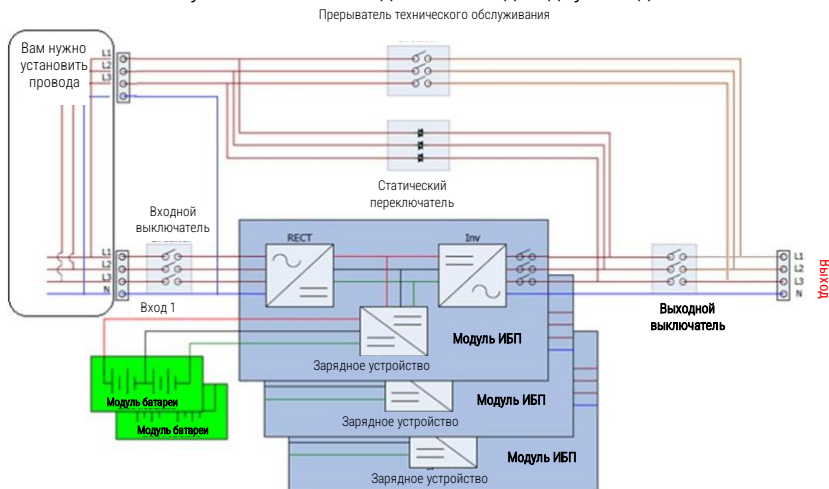 Прерыватель технического обслуживания
Вам нужно
установить
провода
L1
L2
L3
Статический
переключатель
Входной
выключатель
RECT
Inv
L1
L2
L3
N
Вход 1
L1
L2
L3
N
Выход
Выходной
выключатель
Модуль ИБП
Зарядное устройство
Модуль батареи
Модуль ИБП
Зарядное устройство
Модуль батареи
Модуль ИБП
Зарядное устройство